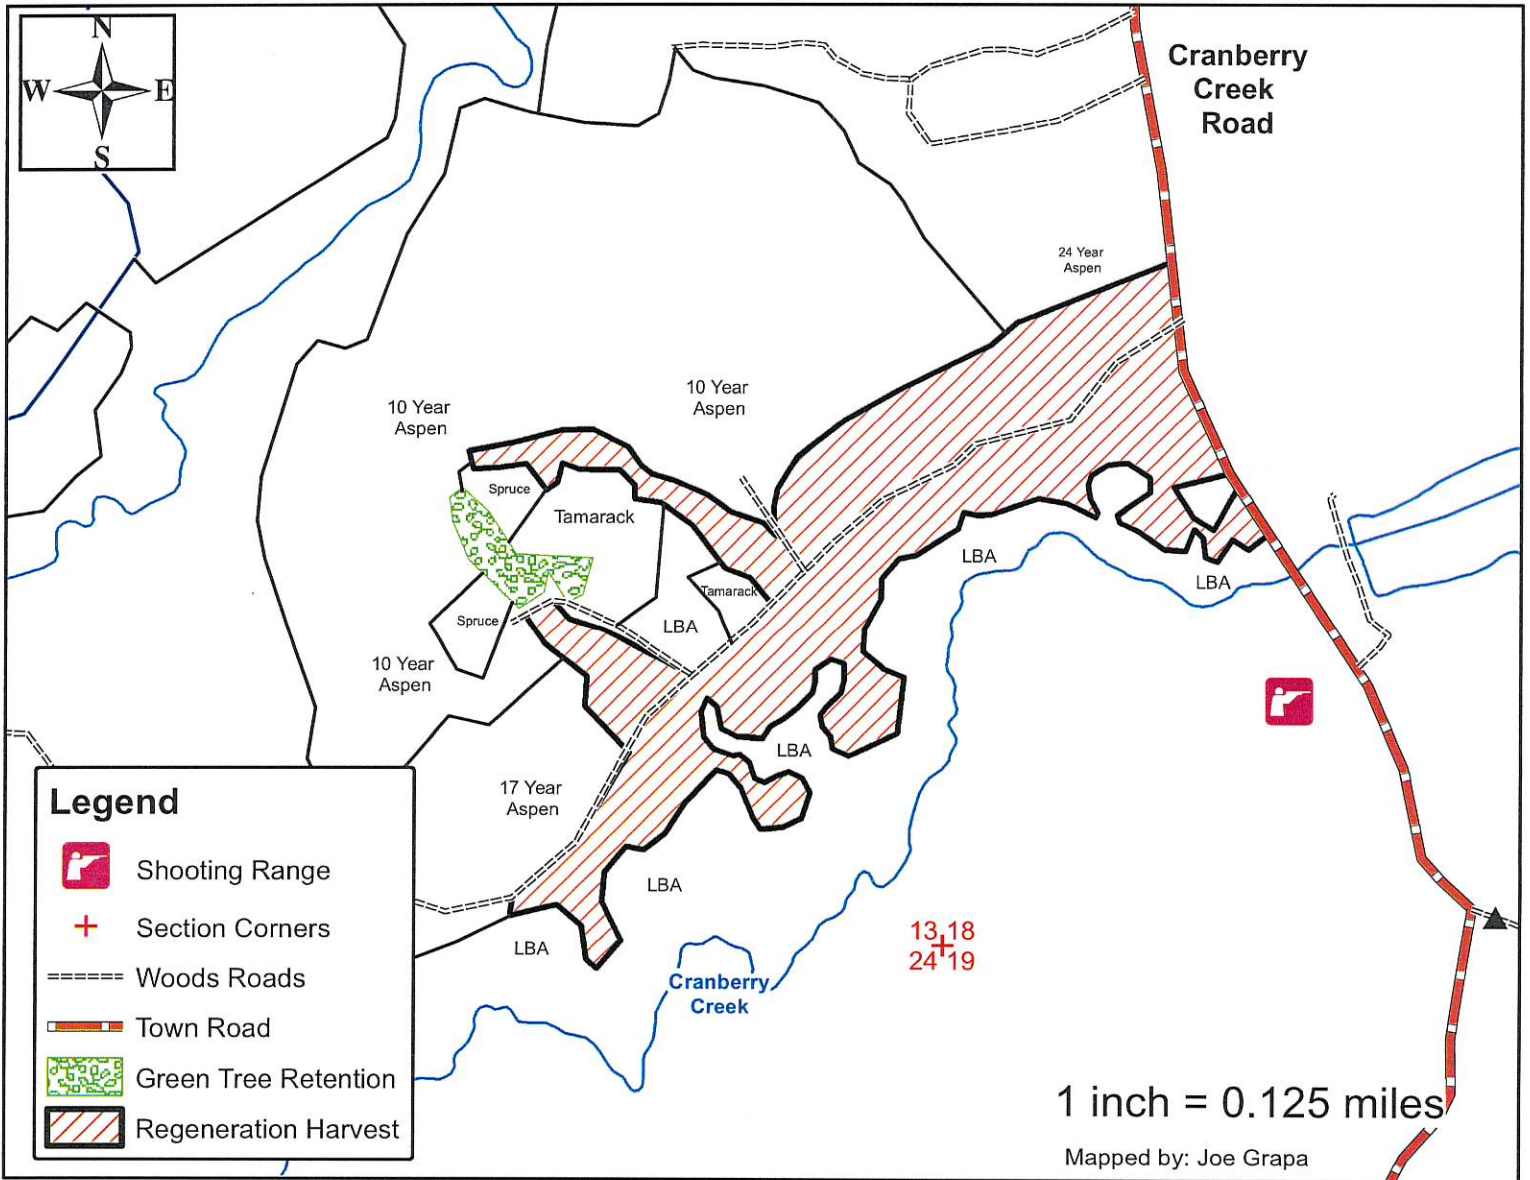 N
W E
S
Cranberry
Creek
Road
24 Year
Aspen
10 Year
Aspen
10 Year
Aspen
Spruce
Tamarack
LBA
LBA
Tamarack
Spruce
LBA
10 Year
Aspen
LBA
17 Year
Aspen
LBA
LBA
13 18
24 19
Cranberry
Creek
Legend
Shooting Range
Section Corners
Woods Roads
Town Road
Green Tree Retention
Regeneration Harvest
1 inch = 0.125 miles
Mapped by: Joe Grapa